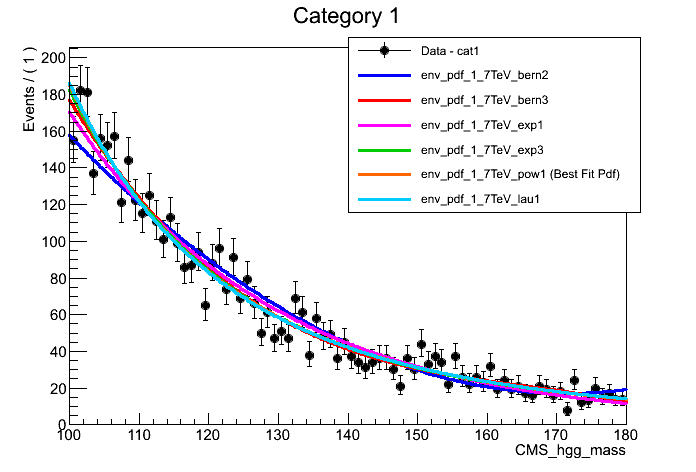 Category 1
Events / ( 1 )
200
180
160
140
120
100
80
60
40
20
0
Data - cat1
env_pdf_1_7TeV_bern2
env_pdf_1_7TeV_bern3
env_pdf_1_7TeV_exp1
env_pdf_1_7TeV_exp3
env_pdf_1_7TeV_pow1 (Best Fit Pdf)
env_pdf_1_7TeV_lau1
100 110 120 130 140 150 160 170 180
CMS_hgg_mass